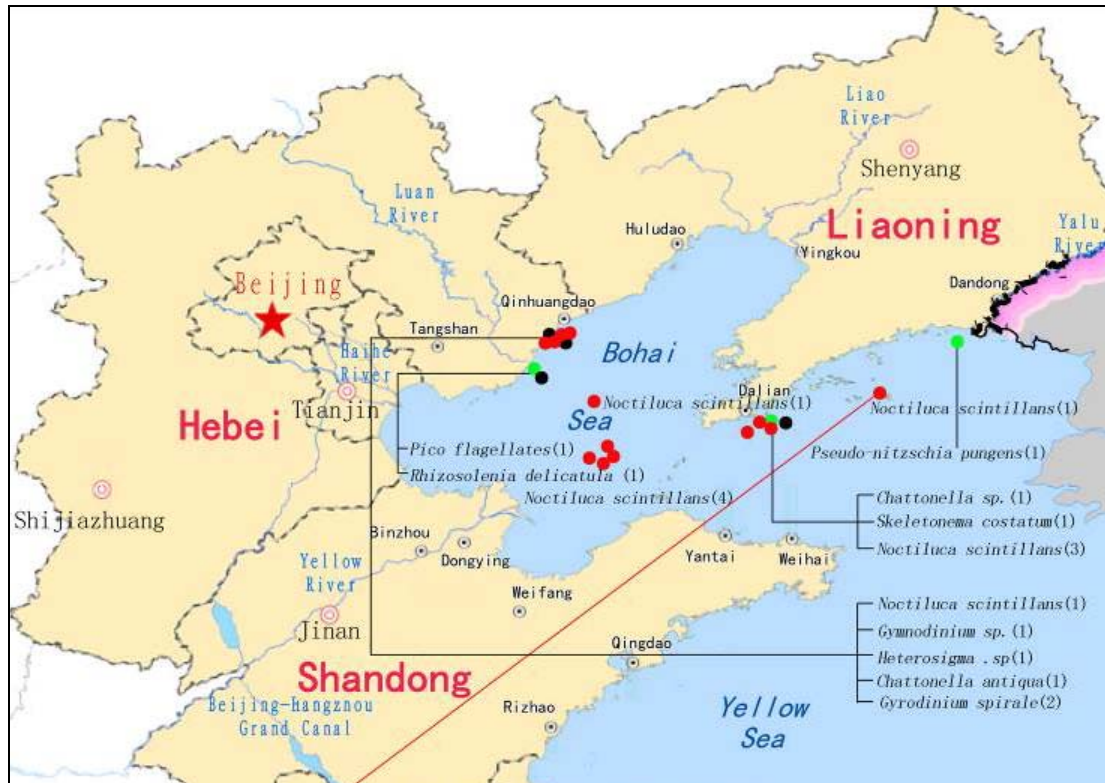 Liao
River
Shenyang
Luan
River
Liaoning
Huludao
Yingkou
Yalu
River
Dandong
Beijing
Qinhuangdao
Tangshan
Bohai
Haihe
River
Tianjin
Dalian
Noctiluca scintillans(1)
Noctiluca scintillans(1)
Hebei
Sea
Pico flagellates(1)
Pseudo-nitzschia pungens(1)
Rhizosolenia delicatula (1)
Noctiluca scintillans(4)
Chattonella sp.(1)
Shijiazhuang
Skeletonema costatum(1)
Binzhou
Yantai
Noctiluca scintillans(3)
Dongying
Weihai
Yellow
River
Weifang
Noctiluca scintillans(1)
Jinan
Gymnodinium sp.(1)
Qingdao
Heterosigma .sp(1)
Shandong
Chattonella antiqua(1)
Beijing-Hangznou
Grand Canal
Gyrodinium spirale(2)
Rizhao
Yellow
Sea